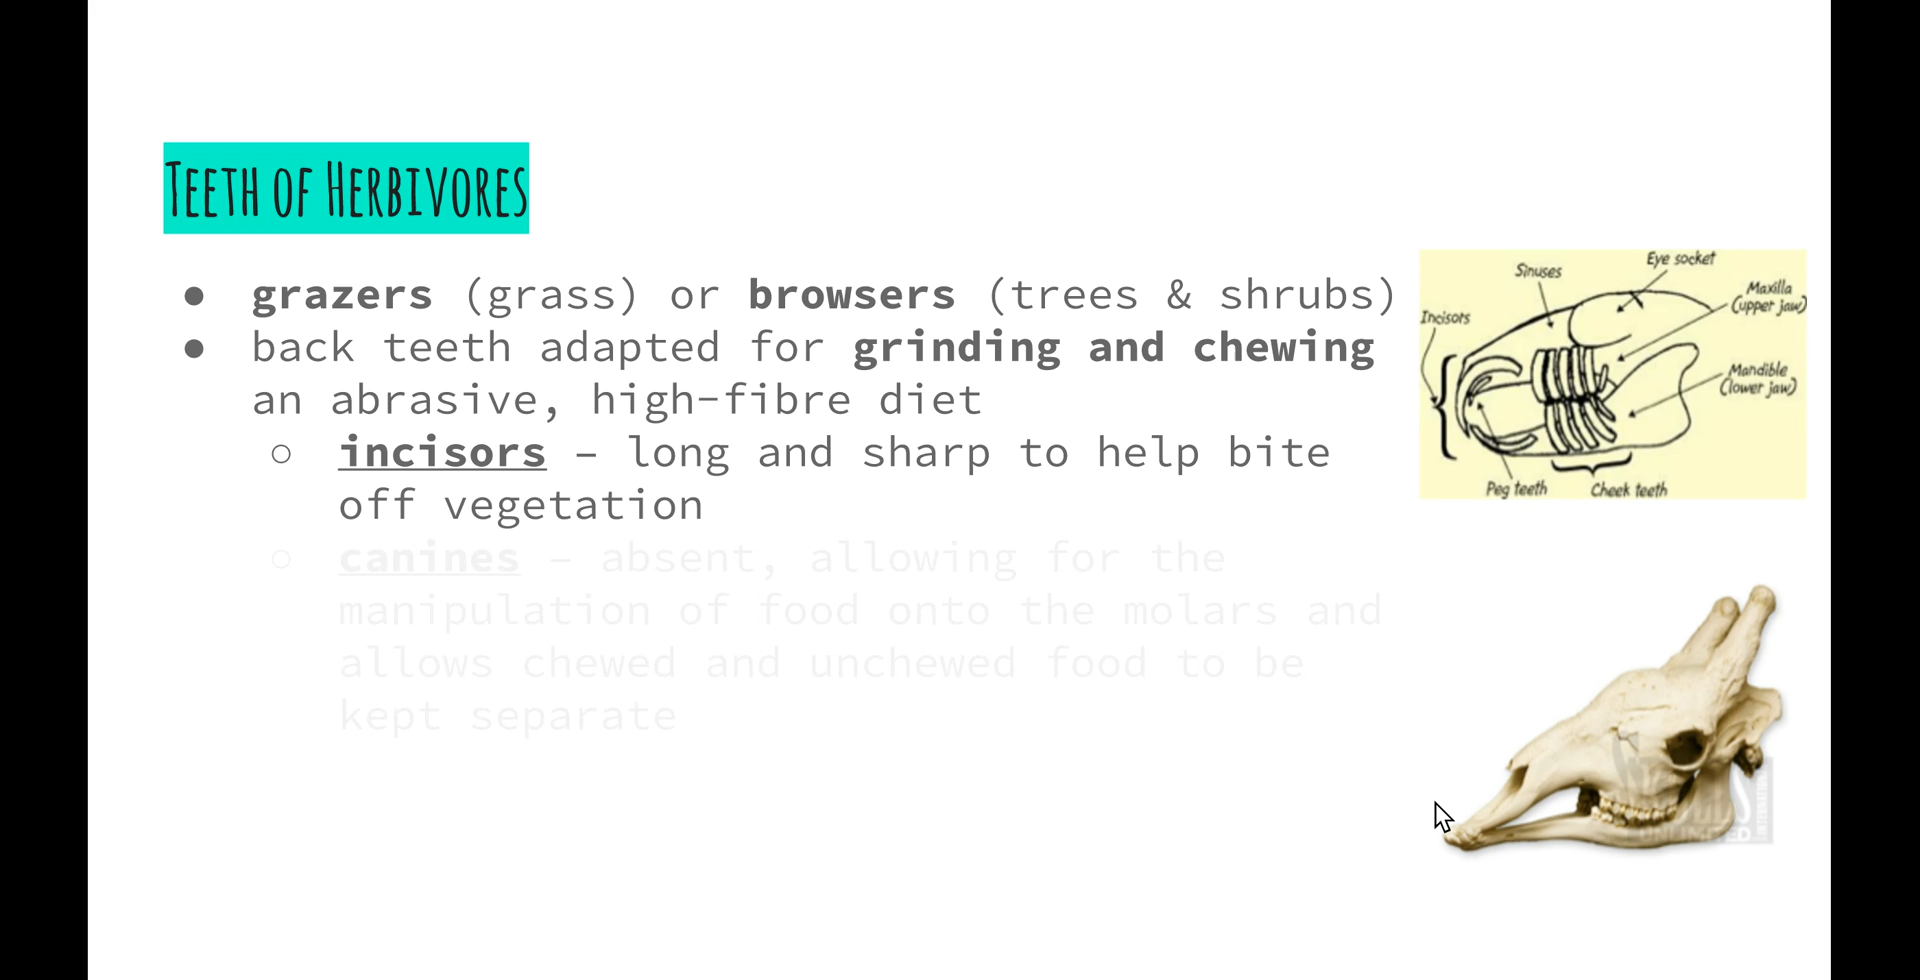 Teeth of Herbivores
● grazers (grass) or browsers (trees & shrubs)
● back teeth adapted for grinding and chewing
an abrasive, high-fibre diet
○ incisors – long and sharp to help bite
off vegetation
○ canines – absent, allowing for the
manipulation of food onto the molars and
allows chewed and unchewed food to be
kept separate
Eye socket
Sinuses
Maxilla
(upper jaw)
Incisors
Mandible
(lower jaw)
Peg teeth
Cheek teeth
UNLIMITED